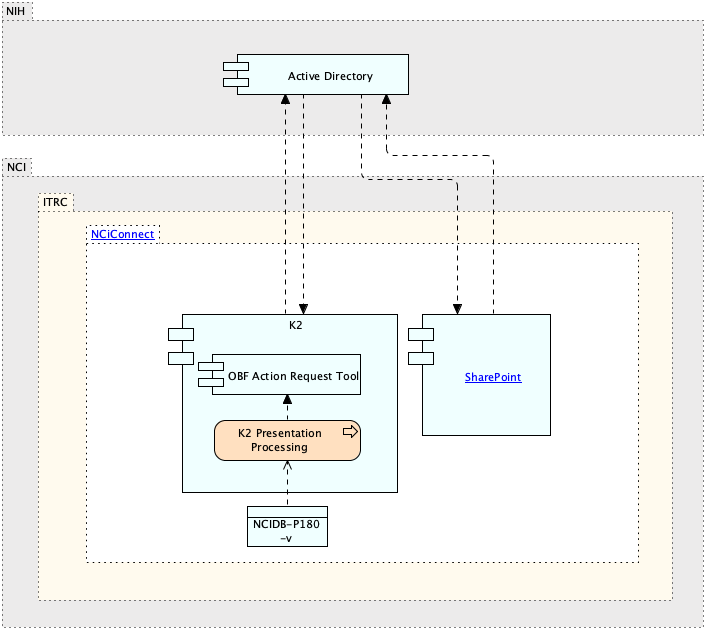 NIH
Active Directory
NCI
ITRC
NCiConnect
K2
OBF Action Request Tool
SharePoint
K2 Presentation
Processing
NCIDB-P180
-v